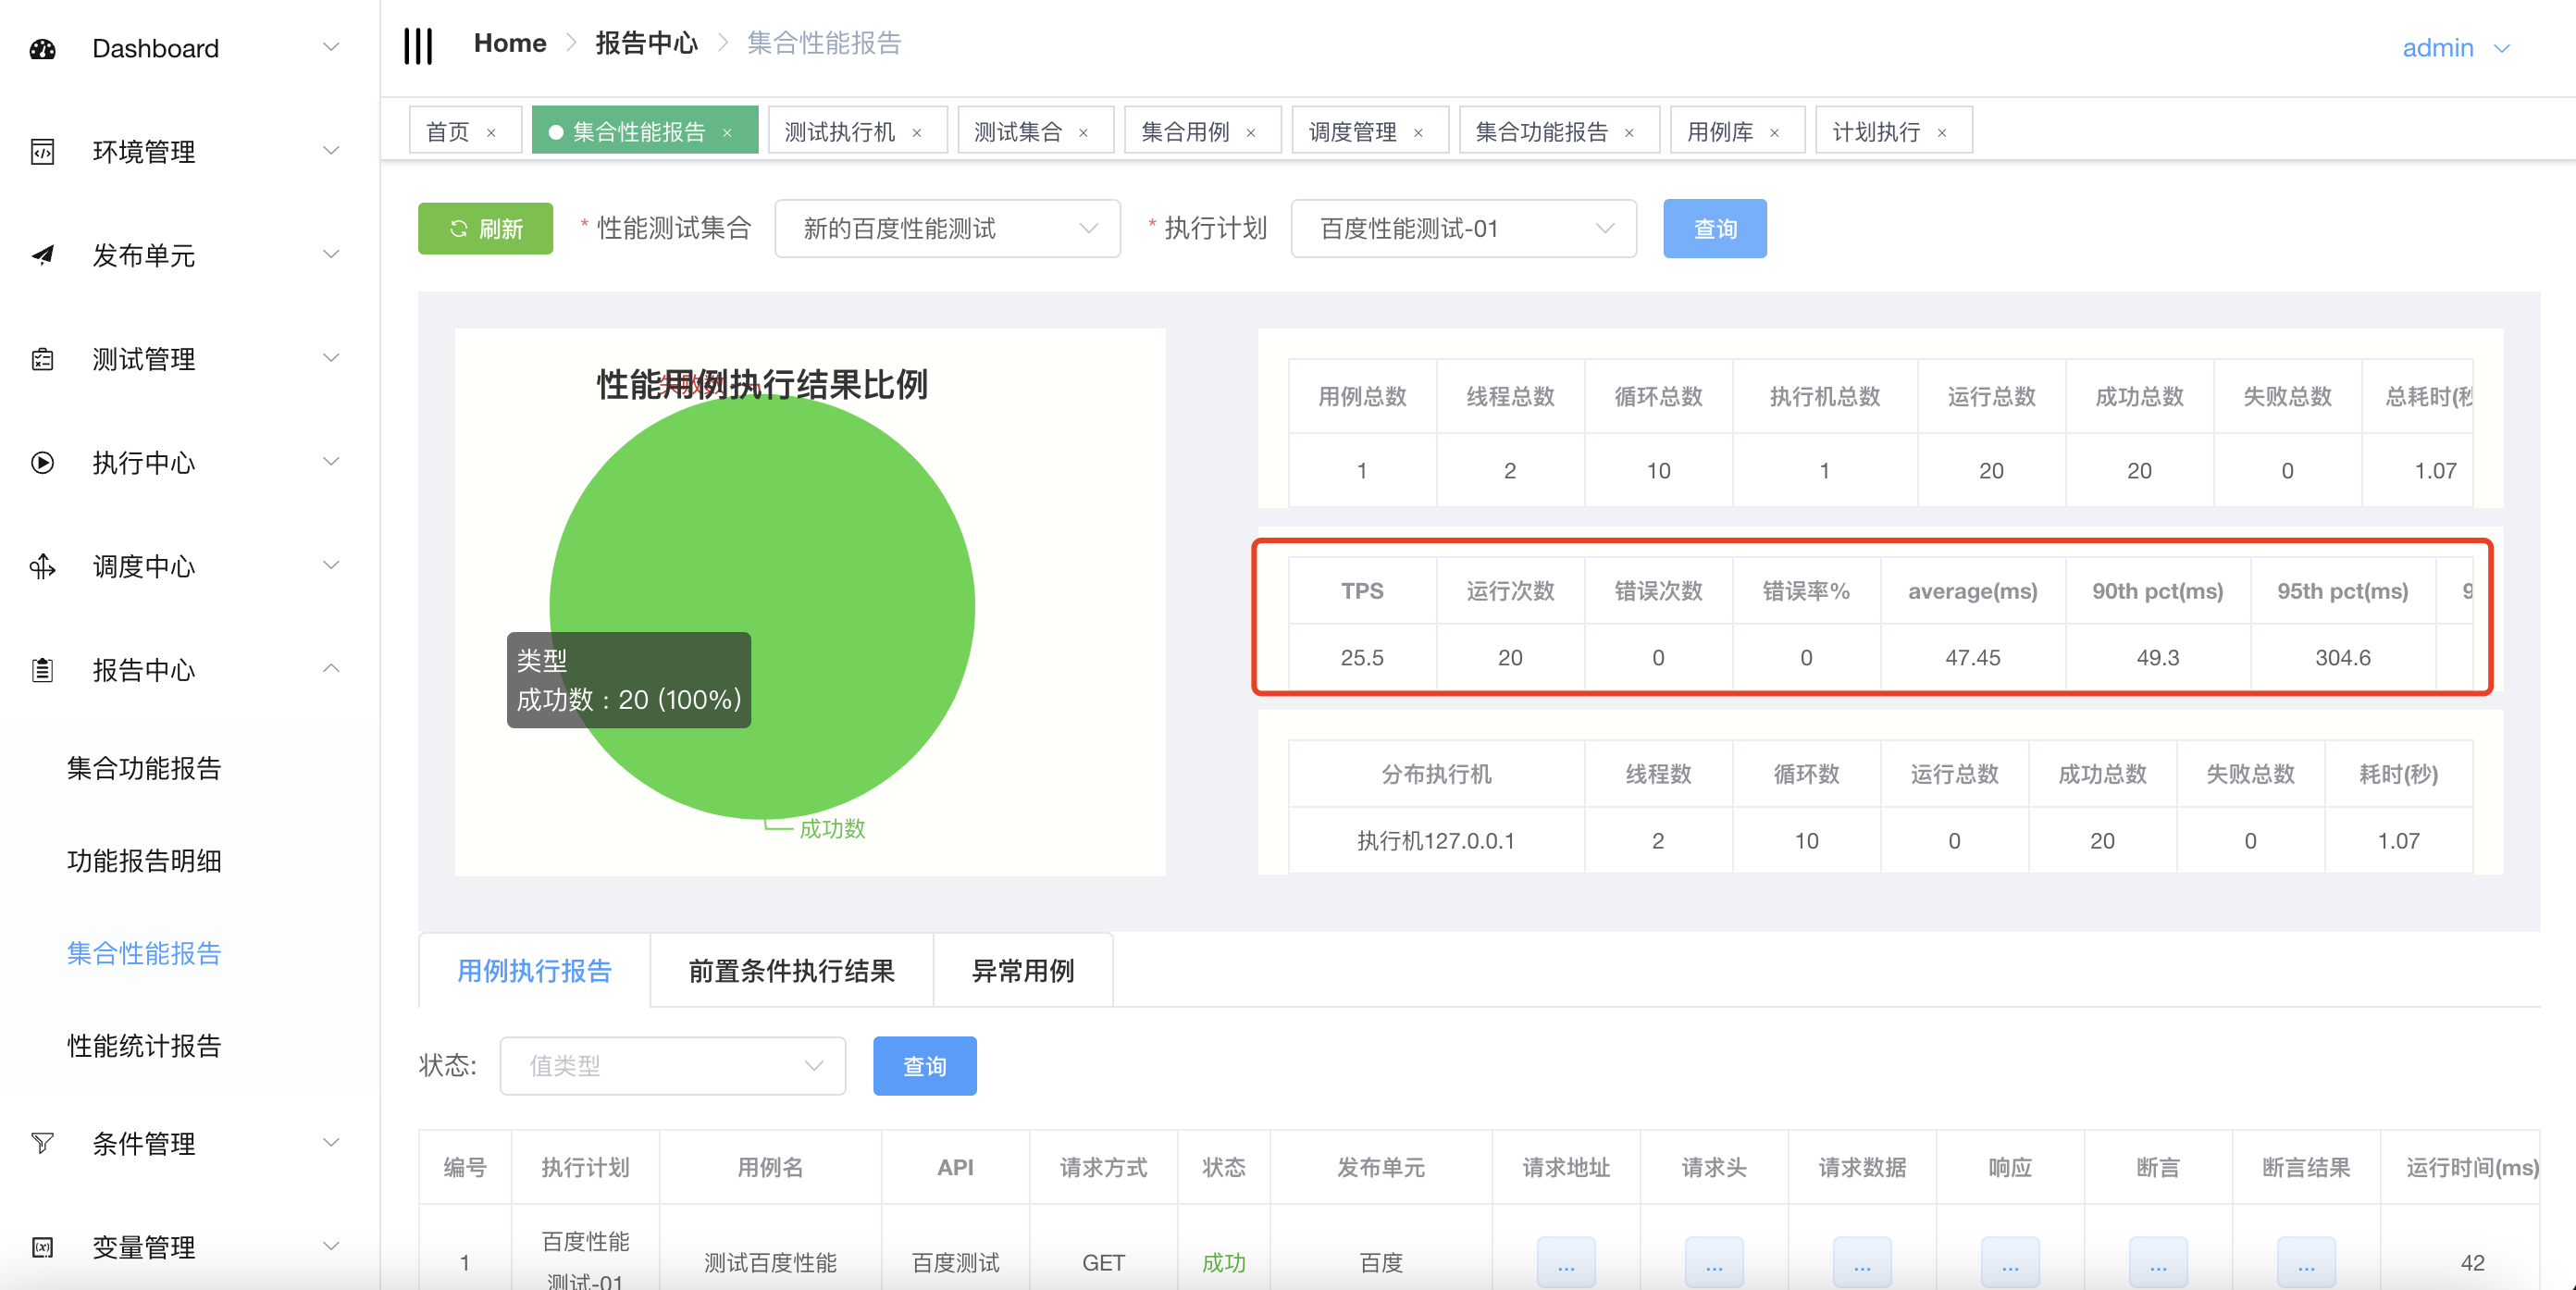 Dashboard
环境管理
发布单元
测试管理
执行中心
调度中心
报告中心
集合功能报告
功能报告明细
集合性能报告
性能统计报告
条件管理
变量管理
Home 报告中心 集合性能报告
admin
首页 × 集合性能报告 × 测试执行机 × 测试集合 × 集合用例 × 调度管理 × 集合功能报告 × 用例库 × 计划执行 ×
刷新 * 性能测试集合 新的百度性能测试 * 执行计划 百度性能测试-01 查询
性能用例执行结果比例
失败数
类型
成功数：20 (100%)
成功数
用例总数 线程总数 循环总数 执行机总数 运行总数 成功总数 失败总数 总耗时(秒
1 2 10 1 20 20 0 1.07
TPS 运行次数 错误次数 错误率% average(ms) 90th pct(ms) 95th pct(ms) 9
25.5 20 0 0 47.45 49.3 304.6
分布执行机 线程数 循环数 运行总数 成功总数 失败总数 耗时(秒)
执行机127.0.0.1 2 10 0 20 0 1.07
用例执行报告 前置条件执行结果 异常用例
状态: 值类型 查询
编号 执行计划 用例名 API 请求方式 状态 发布单元 请求地址 请求头 请求数据 响应 断言 断言结果 运行时间(ms)
1 百度性能测试-01 测试百度性能 百度测试 GET 成功 百度 ... ... ... ... ... ... 42